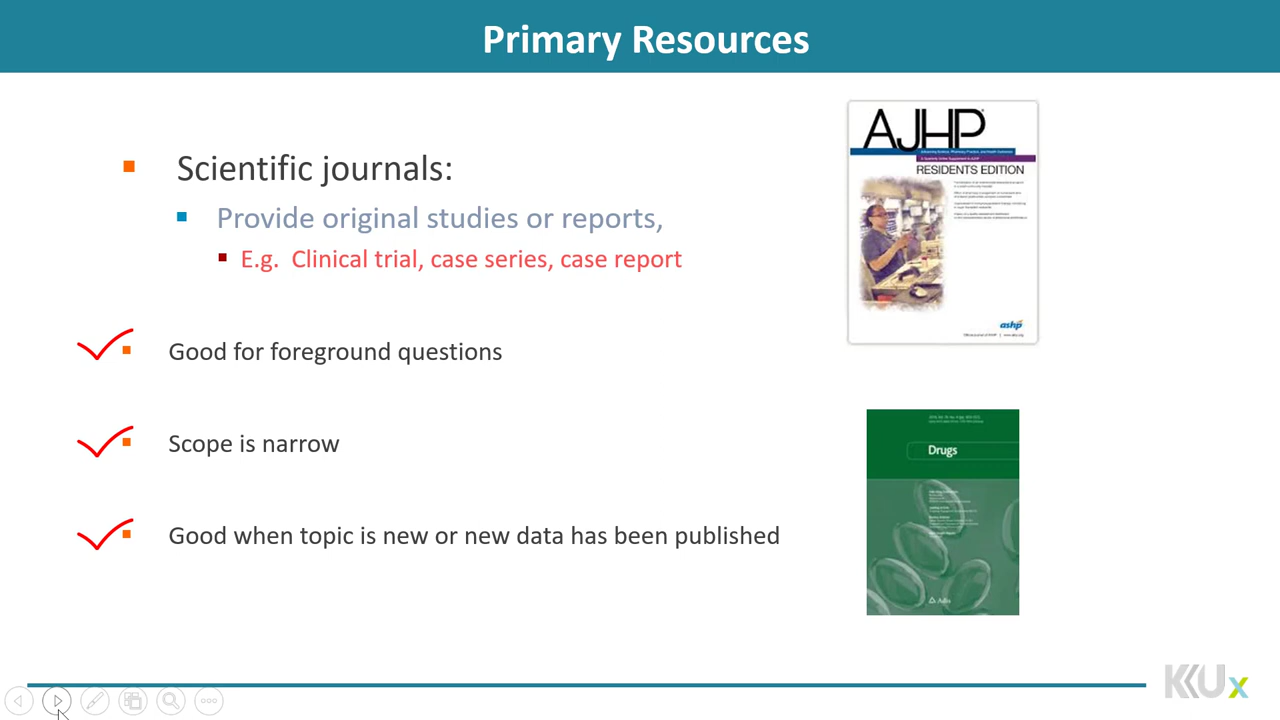 Primary Resources
Scientific journals:
Provide original studies or reports,
E.g. Clinical trial, case series, case report
Good for foreground questions
Scope is narrow
Good when topic is new or new data has been published
AJHP
RESIDENTS EDITION
ashp
Drugs
Adis
KKUx